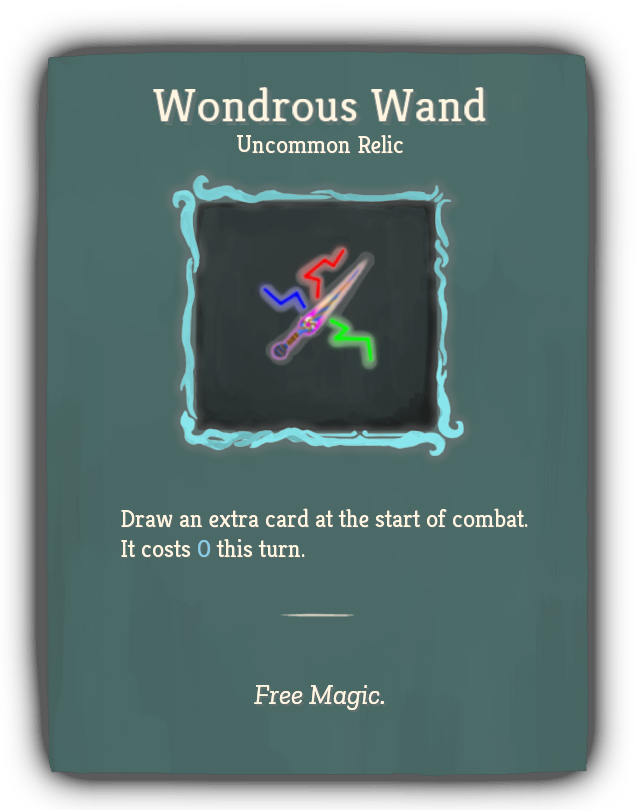 Wondrous Wand
Uncommon Relic
Draw an extra card at the start of combat.
It costs 0 this turn.
Free Magic.